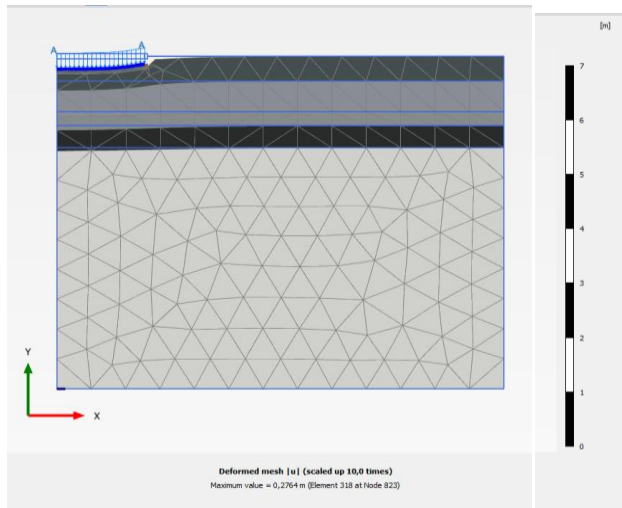 [m]
A A
7
6
5
4
3
2
1
0
Y
X
Deformed mesh |u| (scaled up 10,0 times)
Maximum value = 0,2764 m (Element 318 at Node 823)